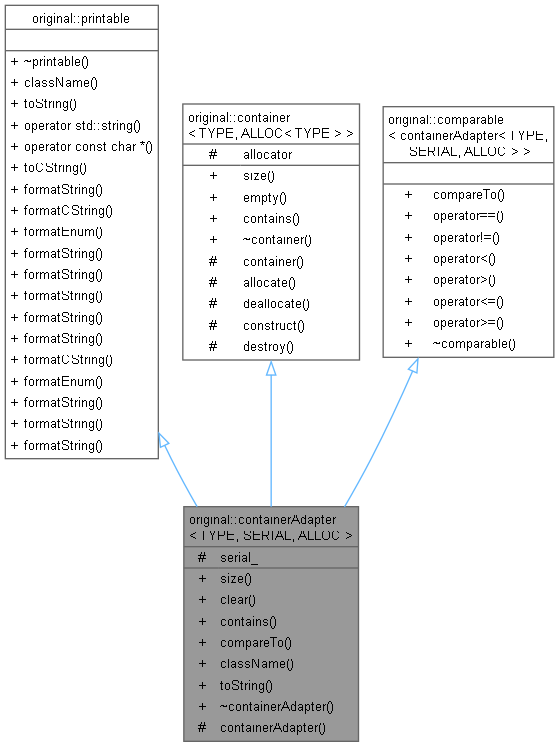 original::printable
+ ~printable()
+ className()
+ toString()
+ operator std::string()
+ operator const char *()
+ toCString()
+ formatString()
+ formatCString()
+ formatEnum()
+ formatString()
+ formatString()
+ formatString()
+ formatString()
+ formatString()
+ formatCString()
+ formatEnum()
+ formatString()
+ formatString()
+ formatString()
original::container
< TYPE, ALLOC< TYPE > >
# allocator
+ size()
+ empty()
+ contains()
+ ~container()
# container()
# allocate()
# deallocate()
# construct()
# destroy()
original::comparable
< containerAdapter< TYPE,
SERIAL, ALLOC > >
+ compareTo()
+ operator==()
+ operator!=()
+ operator<()
+ operator>()
+ operator<=()
+ operator>=()
+ ~comparable()
original::containerAdapter
< TYPE, SERIAL, ALLOC >
# serial_
+ size()
+ clear()
+ contains()
+ compareTo()
+ className()
+ toString()
+ ~containerAdapter()
# containerAdapter()